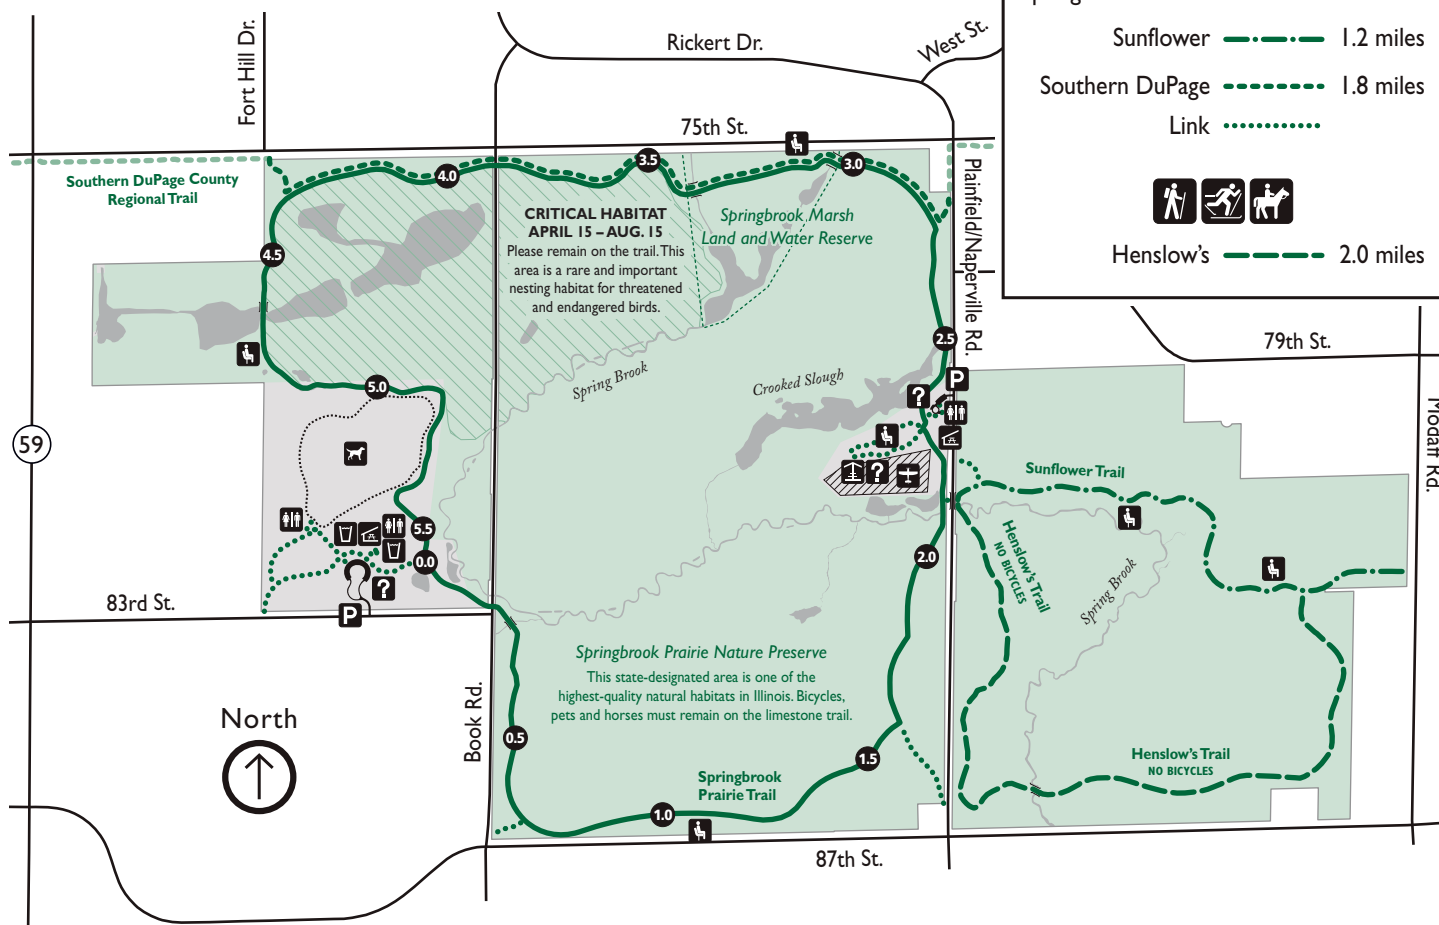 Fort Hill Dr.
Rickert Dr.
West St.
75th St.
Sunflower 1.2 miles
Southern DuPage 1.8 miles
Link
Henslow's 2.0 miles
Southern DuPage County
Regional Trail
4.0
3.5
3.0
4.5
2.5
5.0
5.5
0.0
2.0
0.5
1.5
1.0
CRITICAL HABITAT
APRIL 15 – AUG. 15
Please remain on the trail. This
area is a rare and important
nesting habitat for threatened
and endangered birds.
Springbrook Marsh
Land and Water Reserve
Plainfield/Naperville Rd.
79th St.
Spring Brook
Crooked Slough
P
?
?
59
Sunflower Trail
Henslow's Trail
NO BICYCLES
Spring Brook
?
P
83rd St.
Springbrook Prairie Nature Preserve
This state-designated area is one of the
highest-quality natural habitats in Illinois. Bicycles,
pets and horses must remain on the limestone trail.
North
Book Rd.
Springbrook
Prairie Trail
Henslow's Trail
NO BICYCLES
87th St.
Rd.